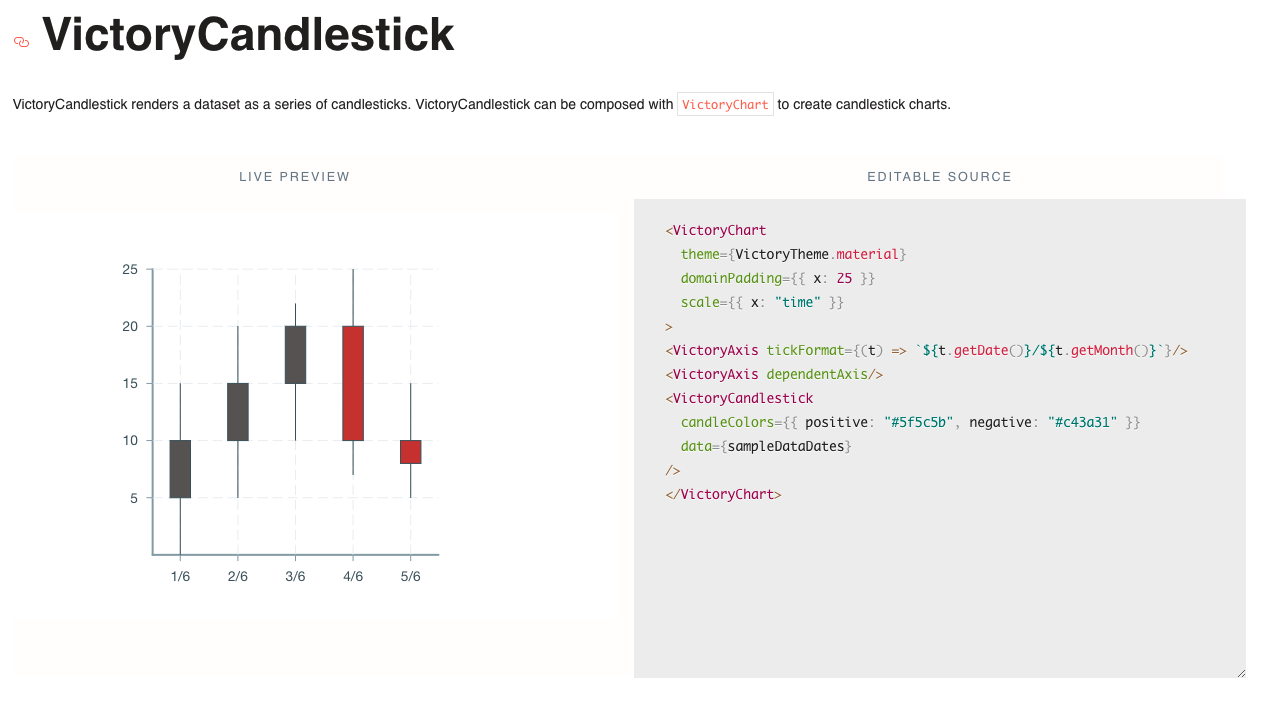 VictoryCandlestick
VictoryCandlestick renders a dataset as a series of candlesticks. VictoryCandlestick can be composed with VictoryChart to create candlestick charts.
LIVE PREVIEW
25
20
15
10
5
1/6 2/6 3/6 4/6 5/6
EDITABLE SOURCE
<VictoryChart
  theme={VictoryTheme.material}
  domainPadding={{ x: 25 }}
  scale={{ x: "time" }}
>
<VictoryAxis tickFormat={(t) => `${t.getDate()}/${t.getMonth()}`}/>
<VictoryAxis dependentAxis/>
<VictoryCandlestick
  candleColors={{ positive: "#5f5c5b", negative: "#c43a31" }}
  data={sampleDataDates}
/>
</VictoryChart>